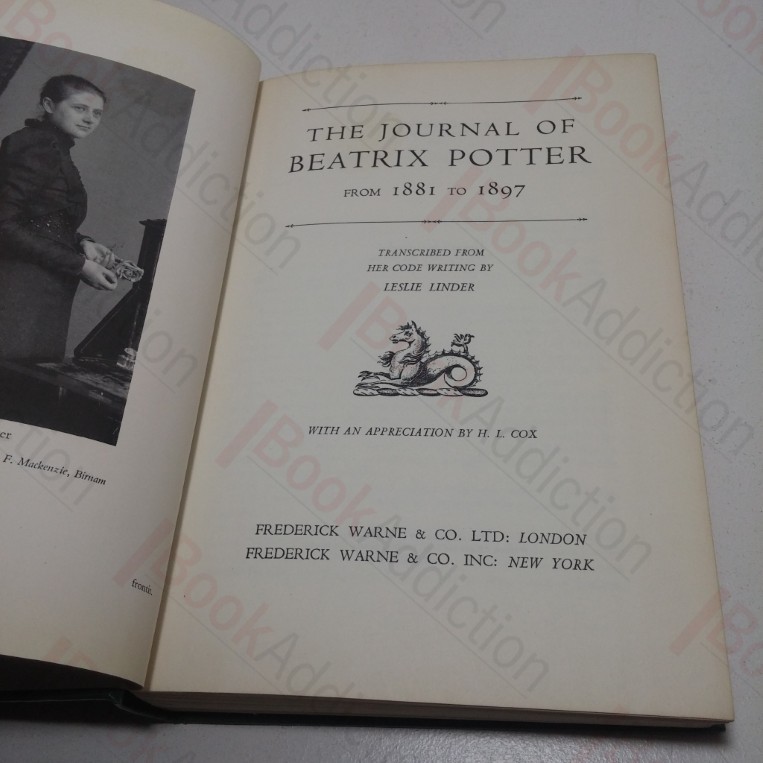 THE JOURNAL OF
BEATRIX POTTER
FROM 1881 TO 1897
TRANSCRIBED FROM
HER CODE WRITING BY
LESLIE LINDER
WITH AN APPRECIATION BY H. L. COX
FREDERICK WARNE & CO. LTD: LONDON
FREDERICK WARNE & CO. INC: NEW YORK
F. Mackenzie, Birnam
frontis.
BookAddiction